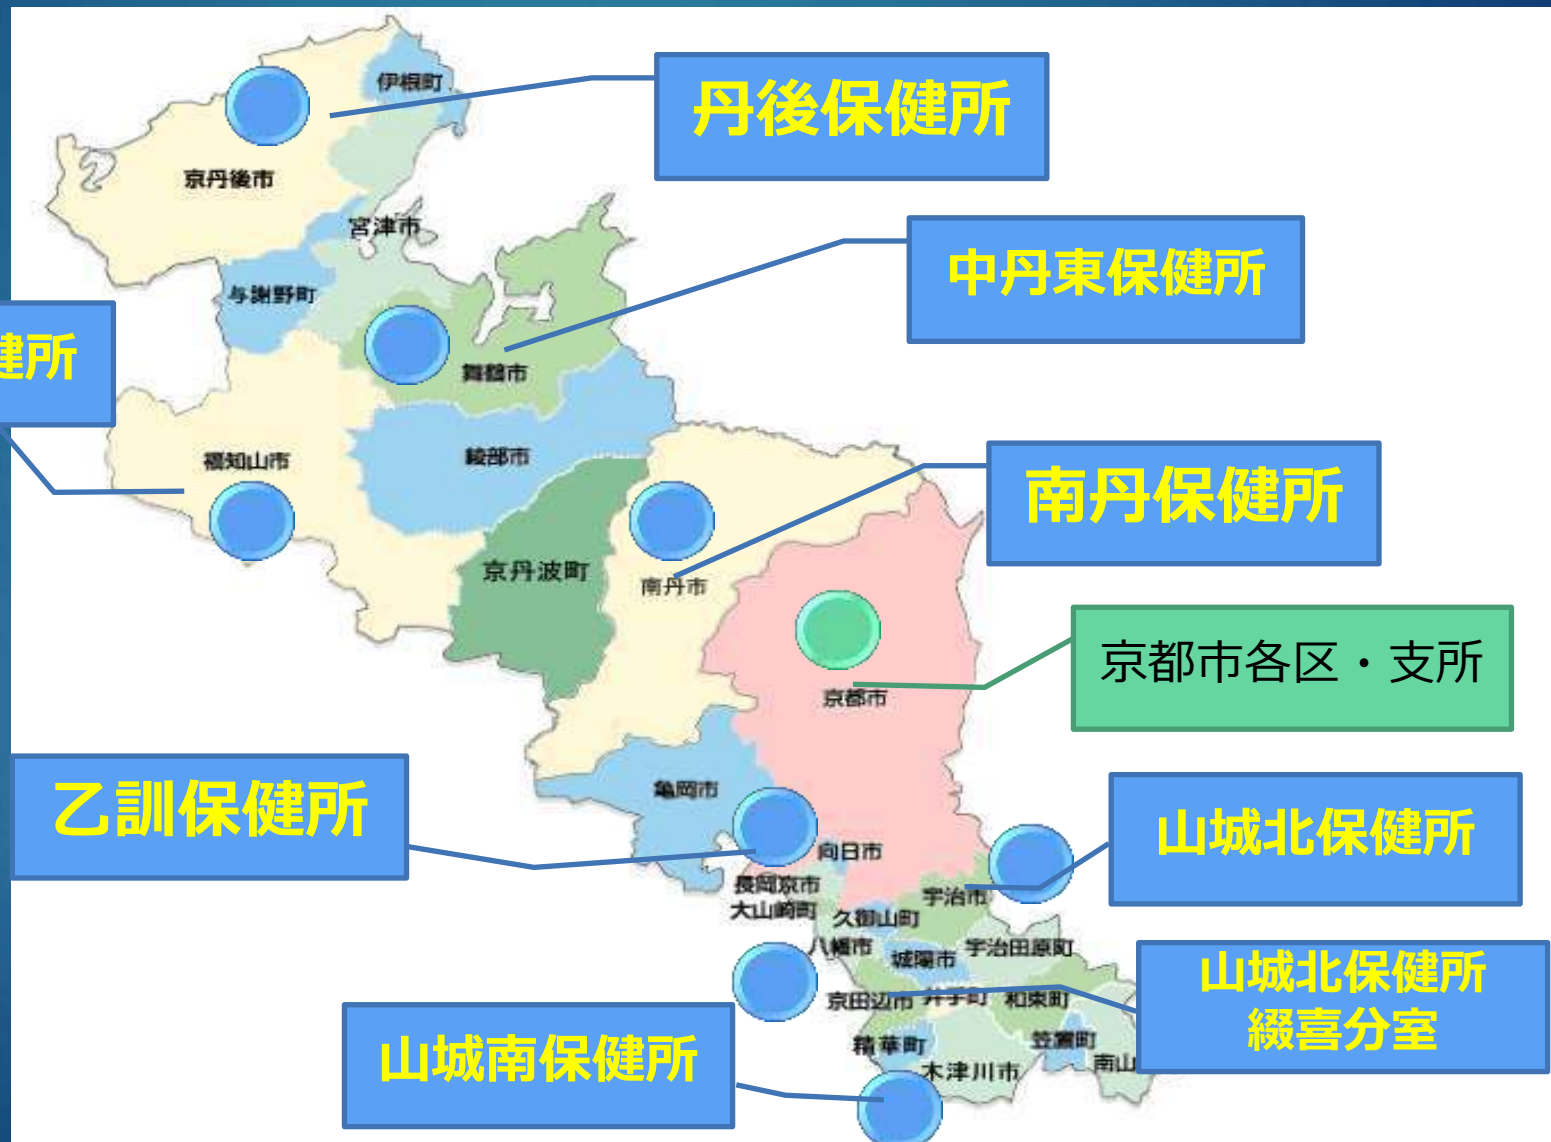 伊根町
丹後保健所
京丹後市
宮津市
中丹東保健所
与謝野町
健所
舞鶴市
福知山市
綾部市
南丹保健所
京丹波町
南丹市
京都市各区・支所
京都市
乙訓保健所
亀岡市
山城北保健所
向日市
長岡京市
大山崎町
宇治市
久御山町
八幡市
城陽市
宇治田原町
山城北保健所
綴喜分室
京田辺市
井手町
和束町
山城南保健所
精華町
笠置町
木津川市
南山